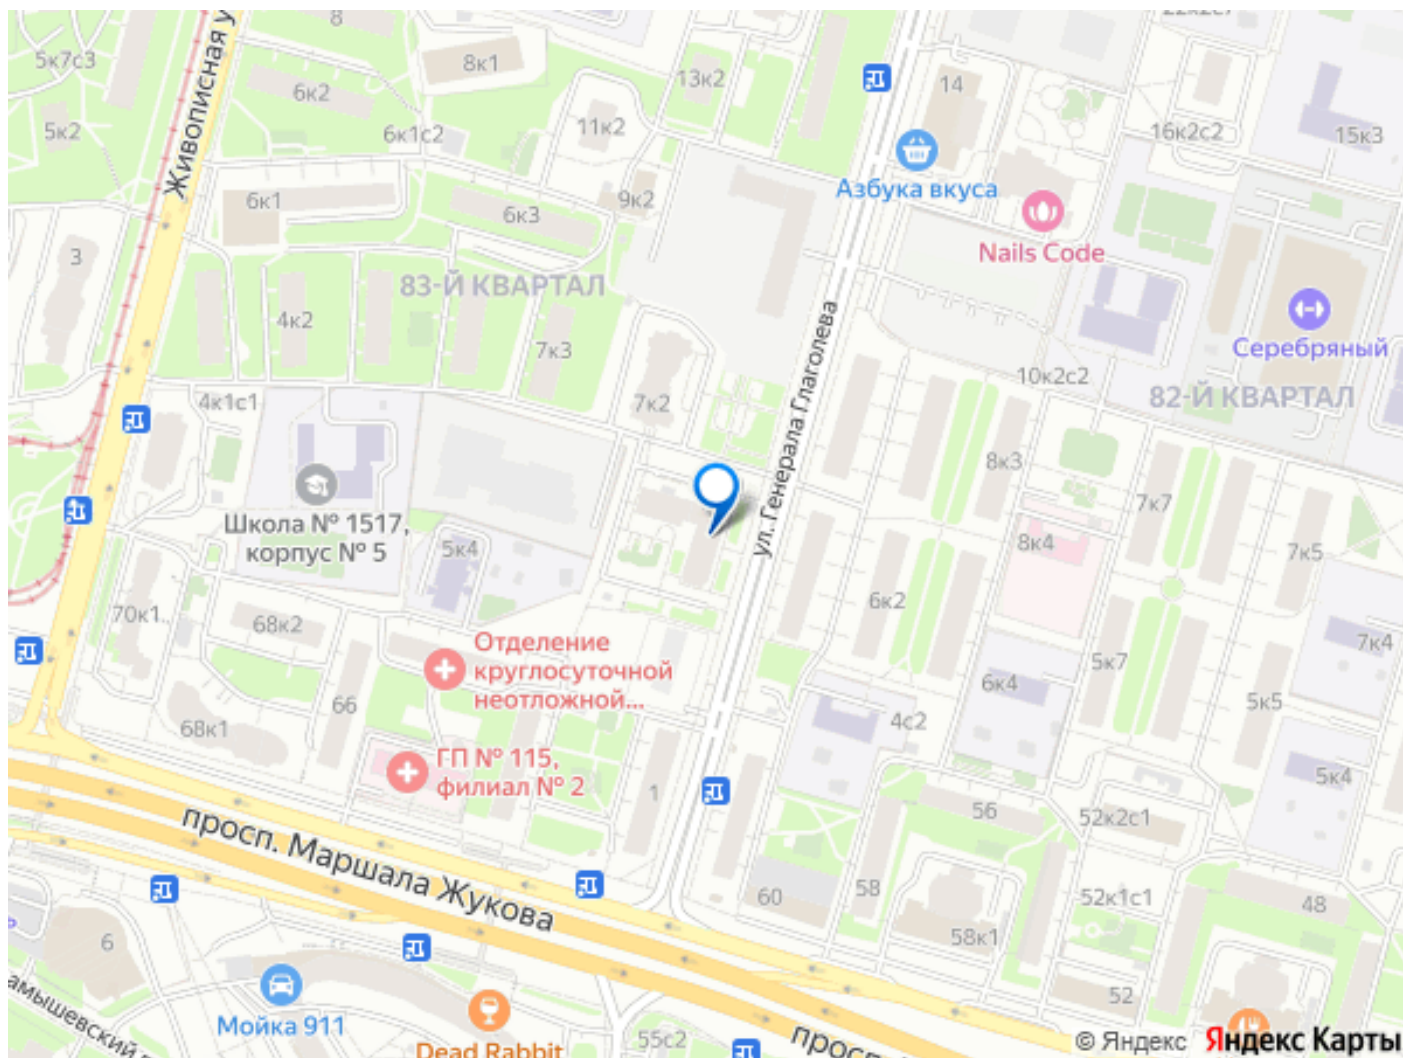 8
22к2с7
5к7с3
8к1
13к2
14
6к2
5к2
6к1с2
11к2
16к2с2
15к3
Живописная у
Азбука вкуса
6к1
6к3
9к2
Nails Code
3
83-Й КВАРТАЛ
4к2
7к3
ул. Генерала Глаголева
Серебряный
10к2с2
82-Й КВАРТАЛ
4к1с1
7к2
8к3
7к7
Школа № 1517,
корпус № 5
5к4
8к4
7к5
70к1
68к2
6к2
Отделение
круглосуточной
неотложной...
7к4
5к7
6к4
66
68к1
4с2
5к5
ГП № 115,
филиал № 2
1
5к4
56
52к2с1
просп. Маршала Жукова
60
58
52к1с1
48
6
58к1
амышевский
52
Мойка 911
Dead Rabbit
55с2
просп.
© Яндекс Яндекс Карты